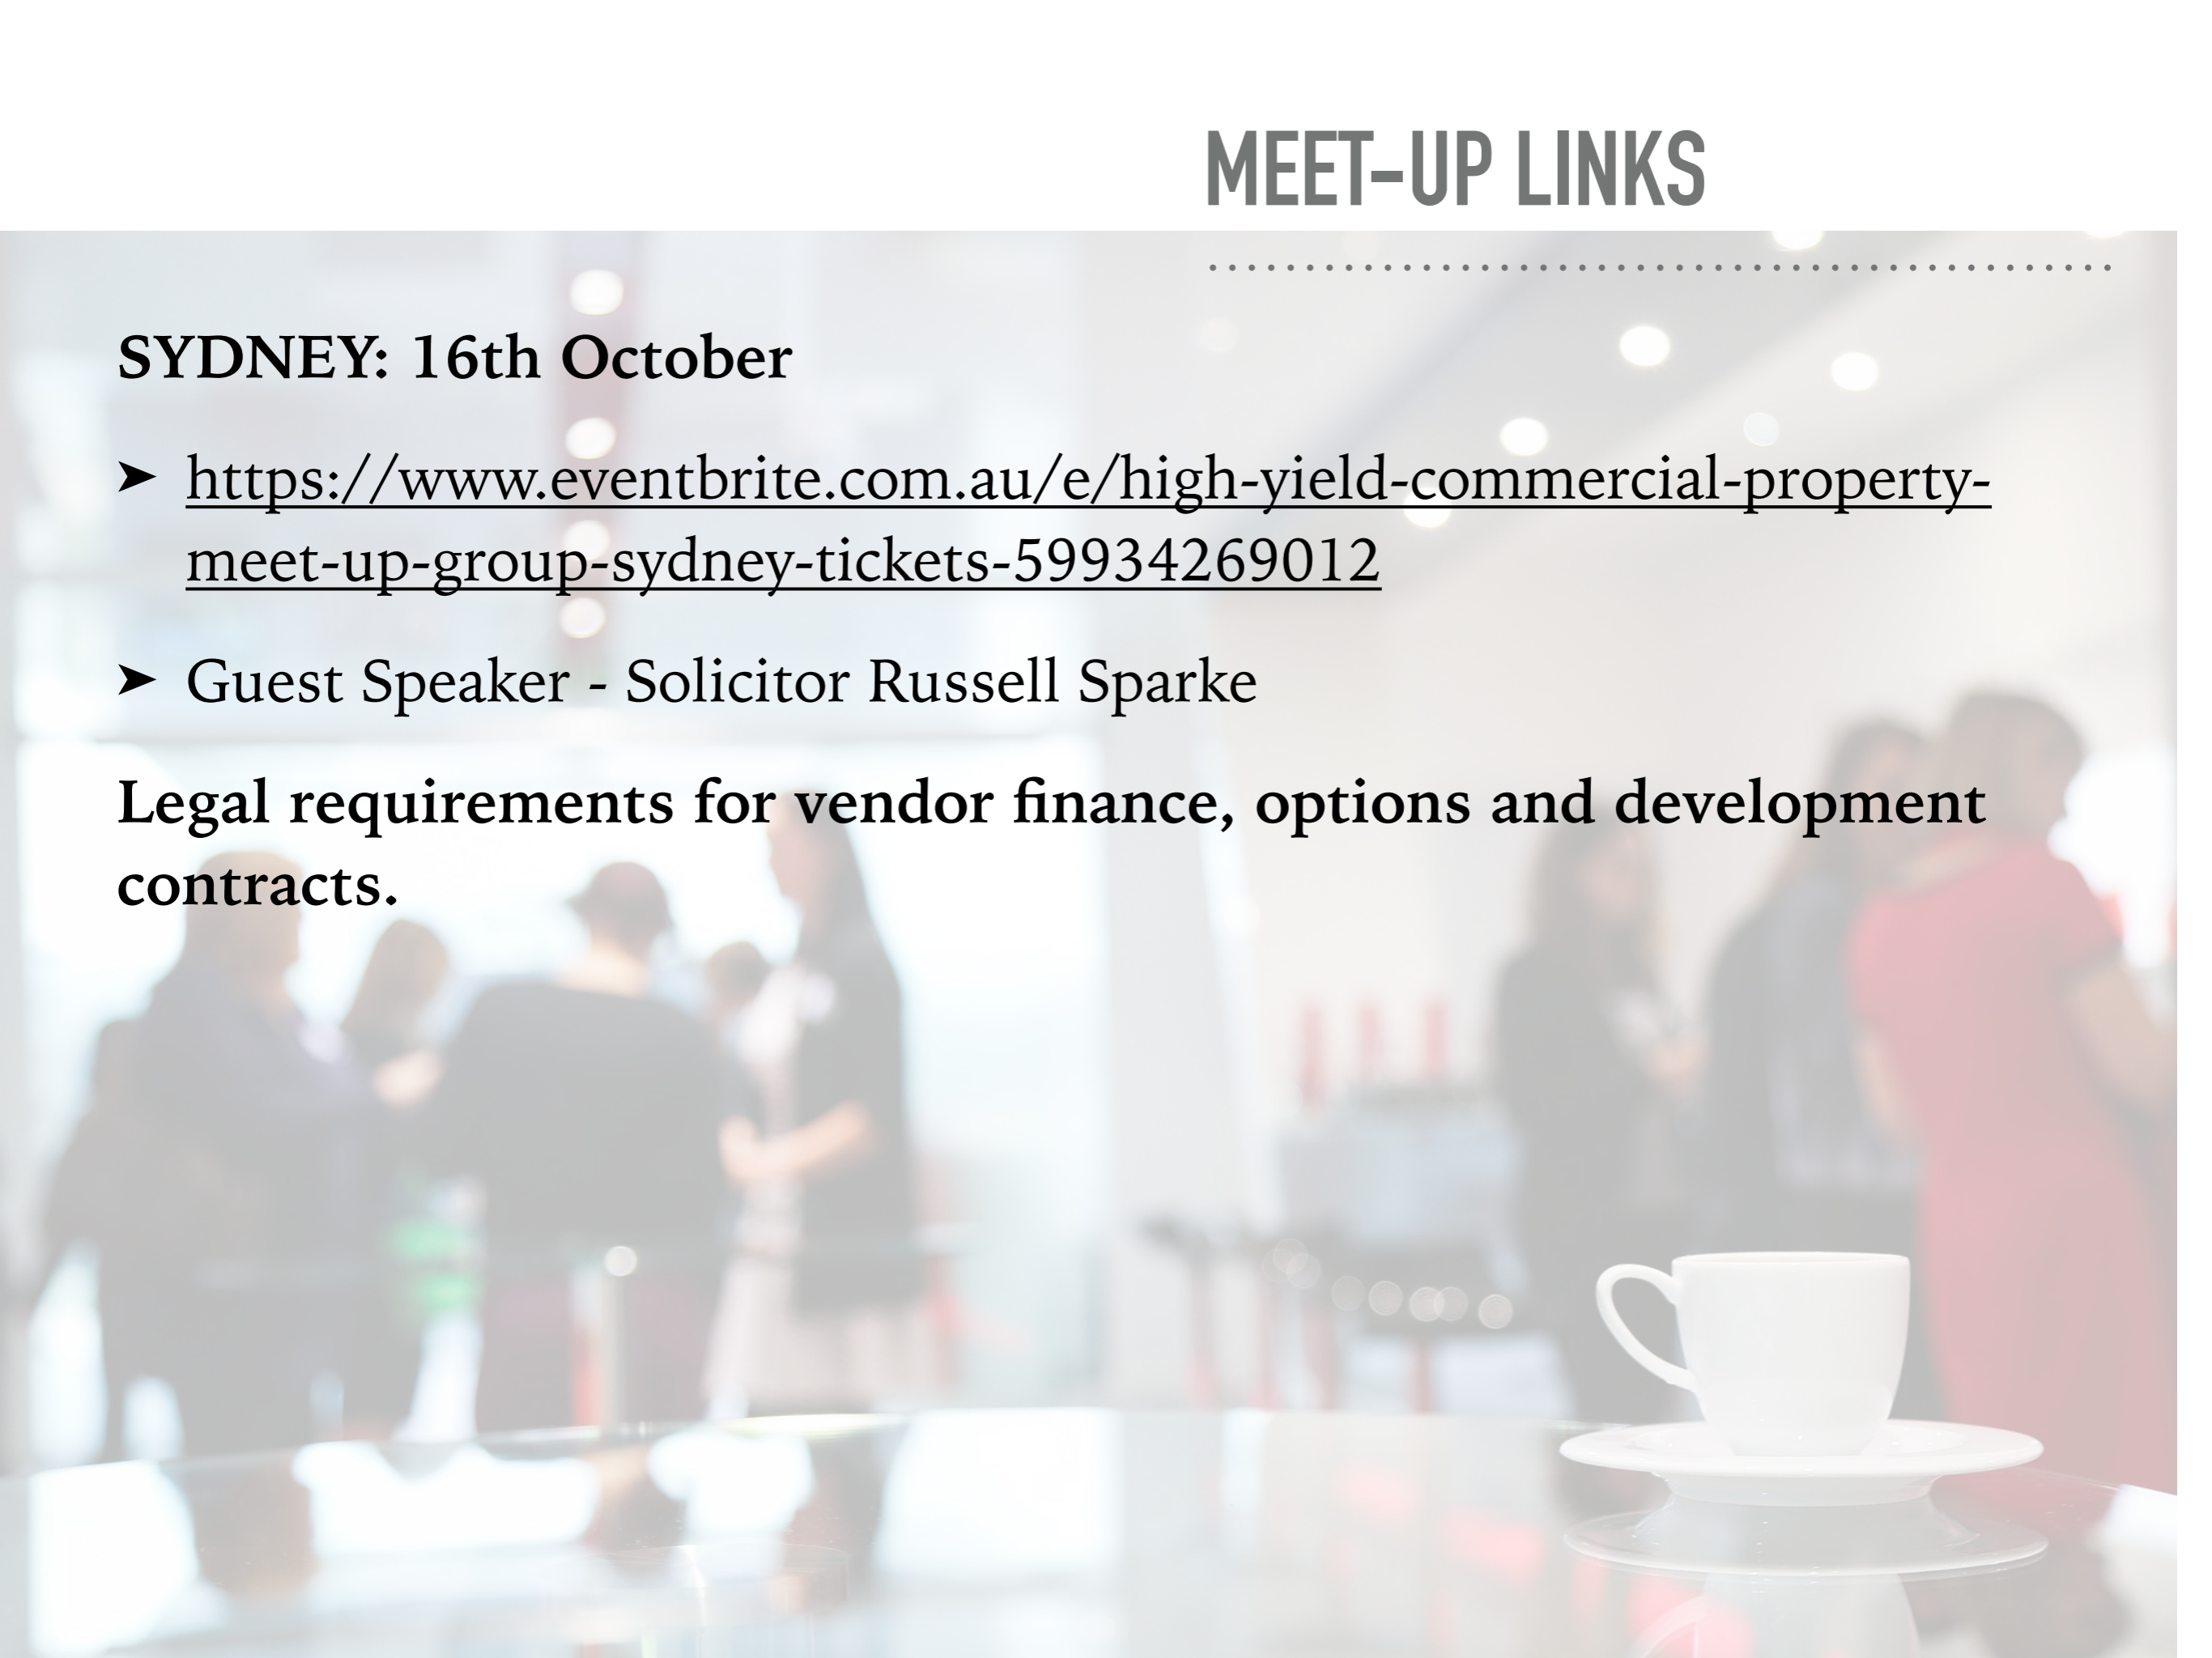 MEET-UP LINKS
SYDNEY: 16th October
➤ https://www.eventbrite.com.au/e/high-yield-commercial-property-
meet-up-group-sydney-tickets-59934269012
➤ Guest Speaker - Solicitor Russell Sparke
Legal requirements for vendor finance, options and development
contracts.